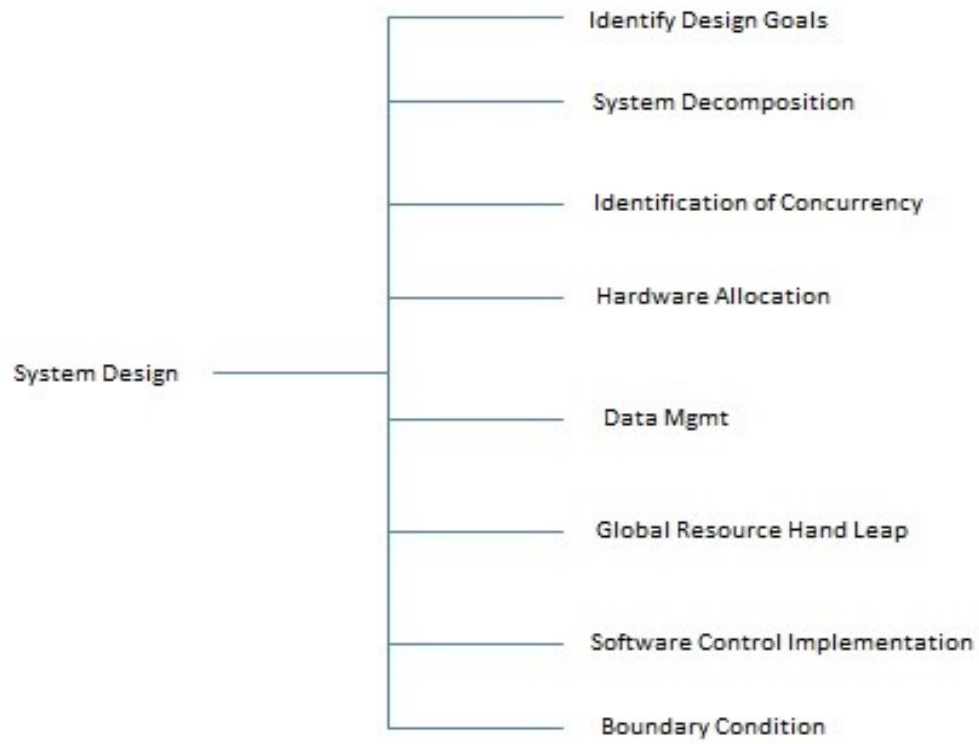 Identify Design Goals
System Decomposition
Identification of Concurrency
Hardware Allocation
System Design
Data Mgmt
Global Resource Hand Leap
Software Control Implementation
Boundary Condition